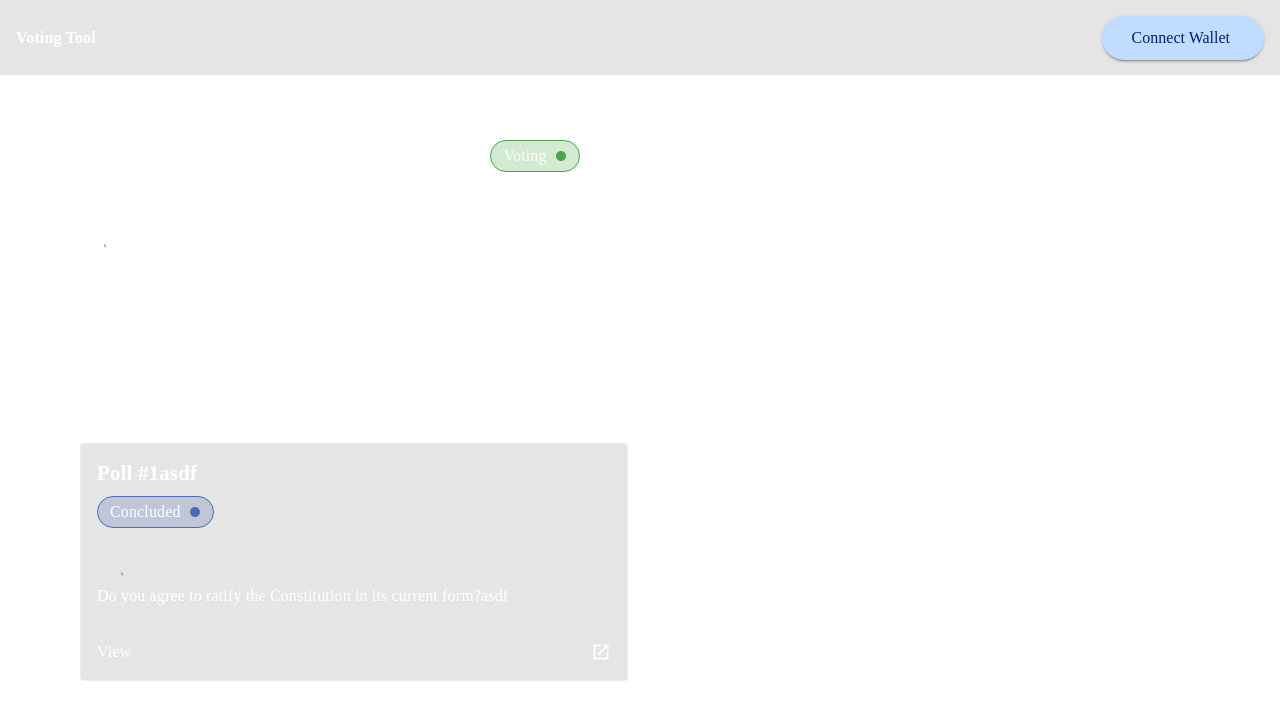 Voting Tool
Connect Wallet
Voting
Poll #1asdf
Concluded
Do you agree to ratify the Constitution in its current form?asdf
View